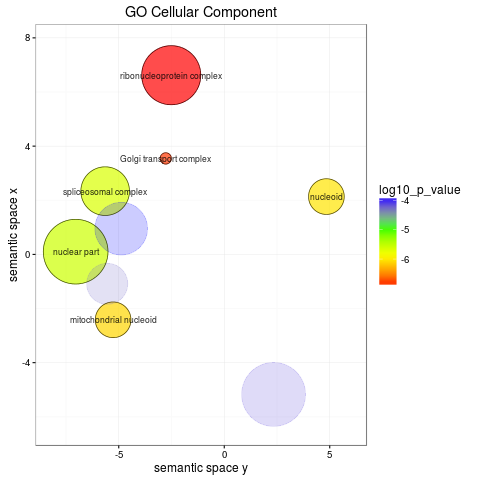 GO Cellular Component
8
ribonucleoprotein complex
4
Golgi transport complex
spliceosomal complex
nucleoid
log10_p_value
-4
-5
-6
semantic space x
0
nuclear part
mitochondrial nucleoid
-4
-5
0
5
semantic space y